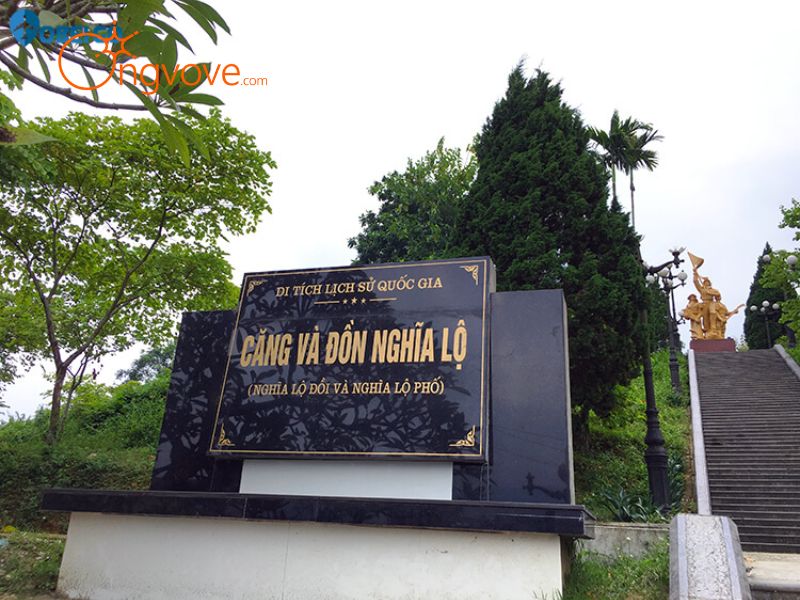 Ongvove.com
DI TÍCH LỊCH SỬ QUỐC GIA
CĂNG VÀ ĐỒN NGHĨA LỘ
(NGHĨA LỘ ĐỒI VÀ NGHĨA LỘ PHỐ)